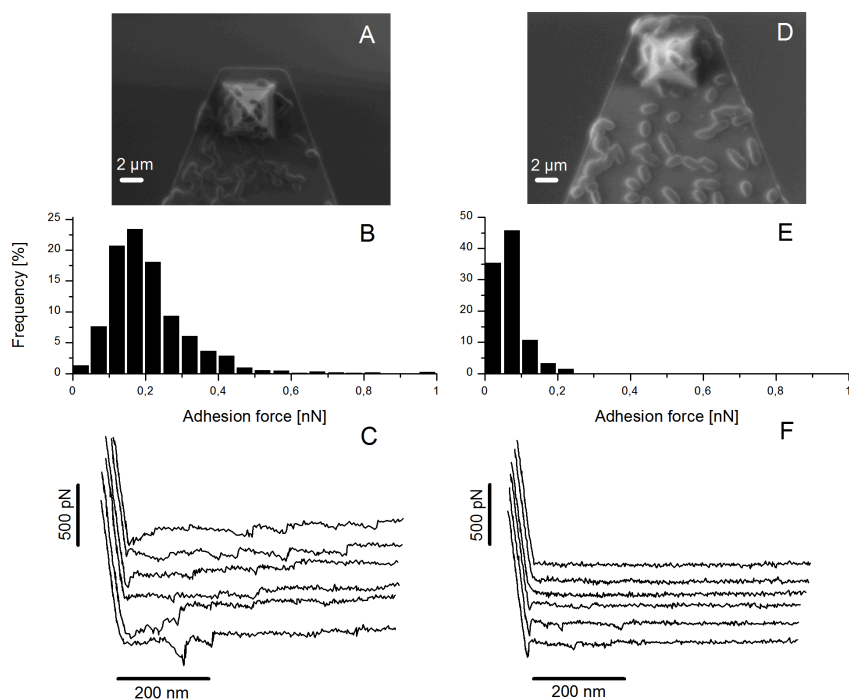 A
2 µm
D
2 µm
B
Frequency [%]
25
20
15
10
5
0
0
0,2
0,4
0,6
0,8
1
Adhesion force [nN]
E
50
40
30
20
10
0
0
0,2
0,4
0,6
0,8
1
Adhesion force [nN]
C
500 pN
200 nm
F
500 pN
200 nm